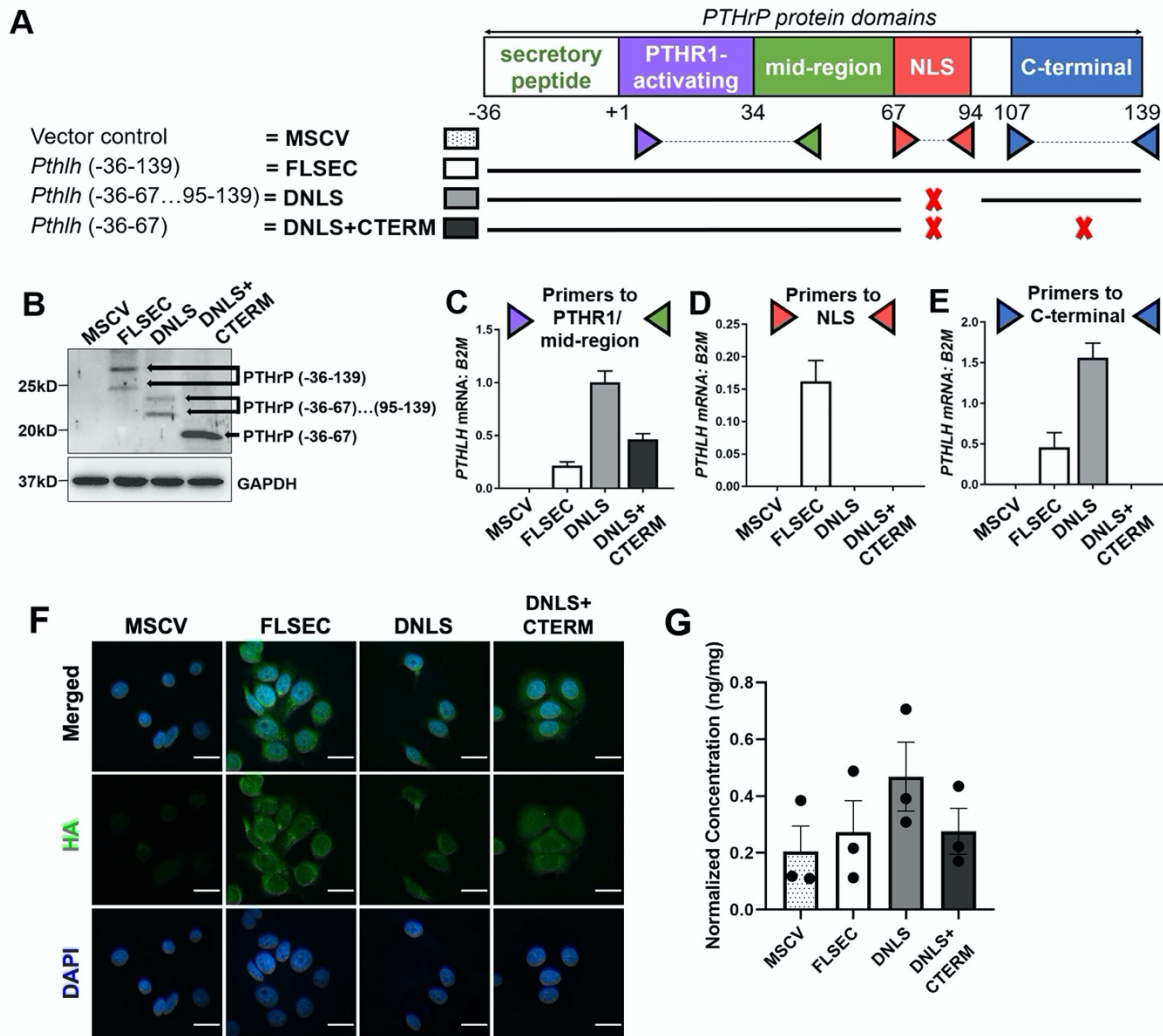 A
PTHrP protein domains
secretory
peptide
PTHR1-
activating
mid-region
NLS
C-terminal
-36
+1
34
67
94
107
139
Vector control = MSCV
Pthlh (-36-139) = FLSEC
Pthlh (-36-67...95-139) = DNLS
Pthlh (-36-67) = DNLS+CTERM
B
MSCV
FLSEC
DNLS
DNLS+
CTERM
25kD
20kD
37kD
PTHrP (-36-139)
PTHrP (-36-67)...(95-139)
PTHrP (-36-67)
GAPDH
C
Primers to
PTHR1/
mid-region
PTHLH mRNA: B2M
1.5
1.0
0.5
0.0
MSCV
FLSEC
DNLS
DNLS+
CTERM
D
Primers to
NLS
PTHLH mRNA: B2M
0.25
0.20
0.15
0.10
0.05
0.00
MSCV
FLSEC
DNLS
DNLS+
CTERM
E
Primers to
C-terminal
PTHLH mRNA: B2M
2.0
1.5
1.0
0.5
0.0
MSCV
FLSEC
DNLS
DNLS+
CTERM
F
MSCV
FLSEC
DNLS
DNLS+
CTERM
Merged
HA
DAPI
G
Normalized Concentration (ng/mg)
0.8
0.6
0.4
0.2
0.0
MSCV
FLSEC
DNLS
DNLS+
CTERM